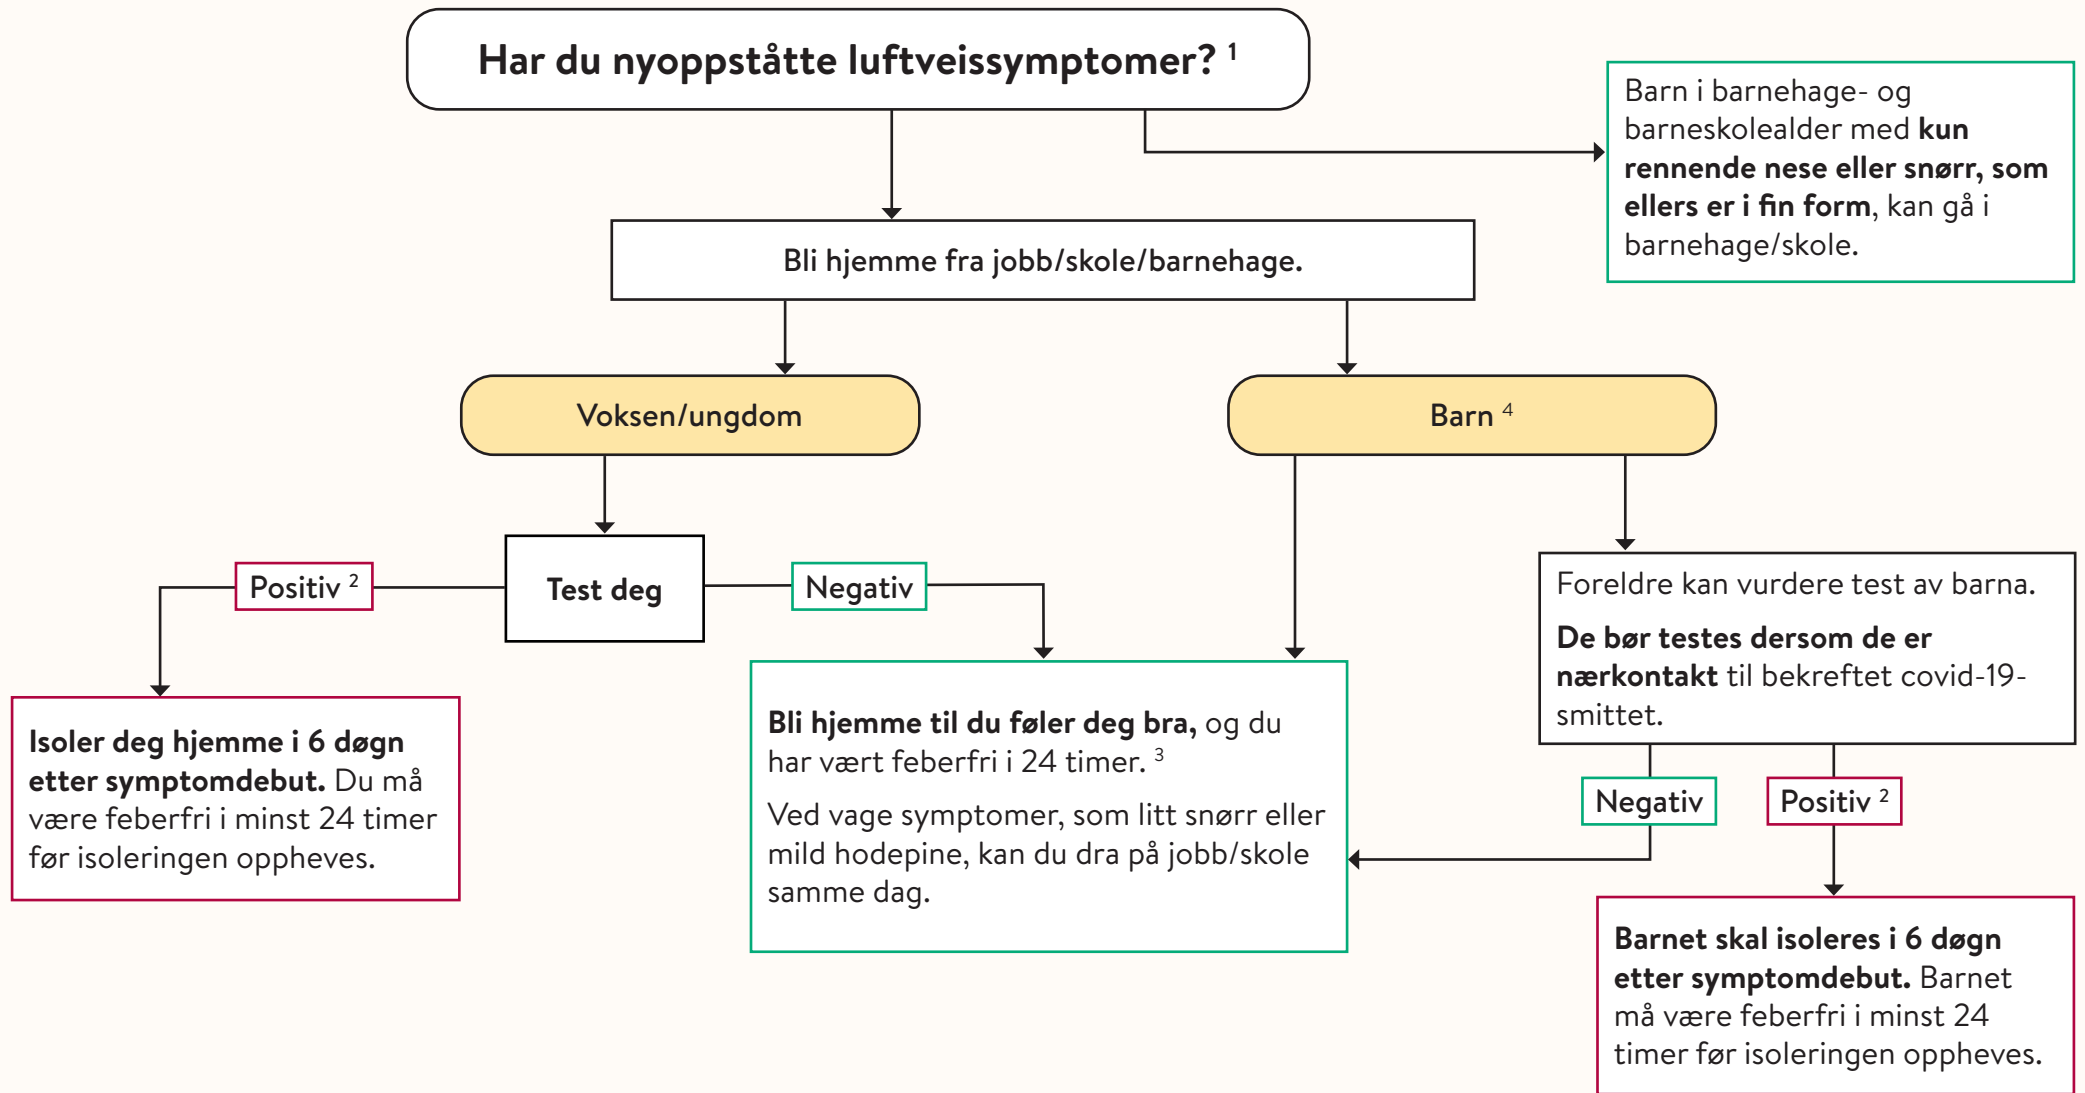 Har du nyoppståtte luftveissymptomer? 1
Barn i barnehage- og
barneskolealder med kun
rennende nese eller snørr, som
ellers er i fin form, kan gå i
barnehage/skole.
Bli hjemme fra jobb/skole/barnehage.
Voksen/ungdom
Barn 4
Test deg
Positiv 2
Negativ
Isoler deg hjemme i 6 døgn
etter symptomdebut. Du må
være feberfri i minst 24 timer
før isoleringen oppheves.
Bli hjemme til du føler deg bra, og du
har vært feberfri i 24 timer. 3
Ved vage symptomer, som litt snørr eller
mild hodepine, kan du dra på jobb/skole
samme dag.
Foreldre kan vurdere test av barna.
De bør testes dersom de er
nærkontakt til bekreftet covid-19-
smittet.
Negativ
Positiv 2
Barnet skal isoleres i 6 døgn
etter symptomdebut. Barnet
må være feberfri i minst 24
timer før isoleringen oppheves.